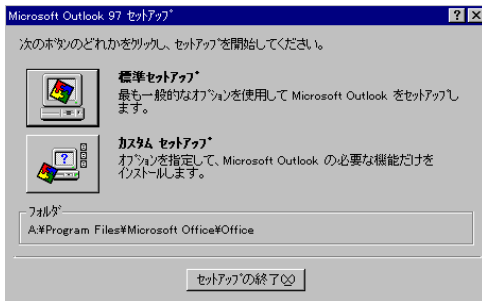 Microsoft Outlook 97 ｾｯﾄｱｯﾌﾟ
次のﾎﾞﾀﾝのどれかをｸﾘｯｸし、ｾｯﾄｱｯﾌﾟを開始してください。
標準ｾｯﾄｱｯﾌﾟ
最も一般的なｵﾌﾟｼｮﾝを使用して Microsoft Outlook をｾｯﾄｱｯﾌﾟし
ます。
ｶｽﾀﾑ ｾｯﾄｱｯﾌﾟ
ｵﾌﾟｼｮﾝを指定して、Microsoft Outlook の必要な機能だけを
ｲﾝｽﾄｰﾙします。
ﾌｫﾙﾀﾞ
A:¥Program Files¥Microsoft Office¥Office
ｾｯﾄｱｯﾌﾟの終了(X)